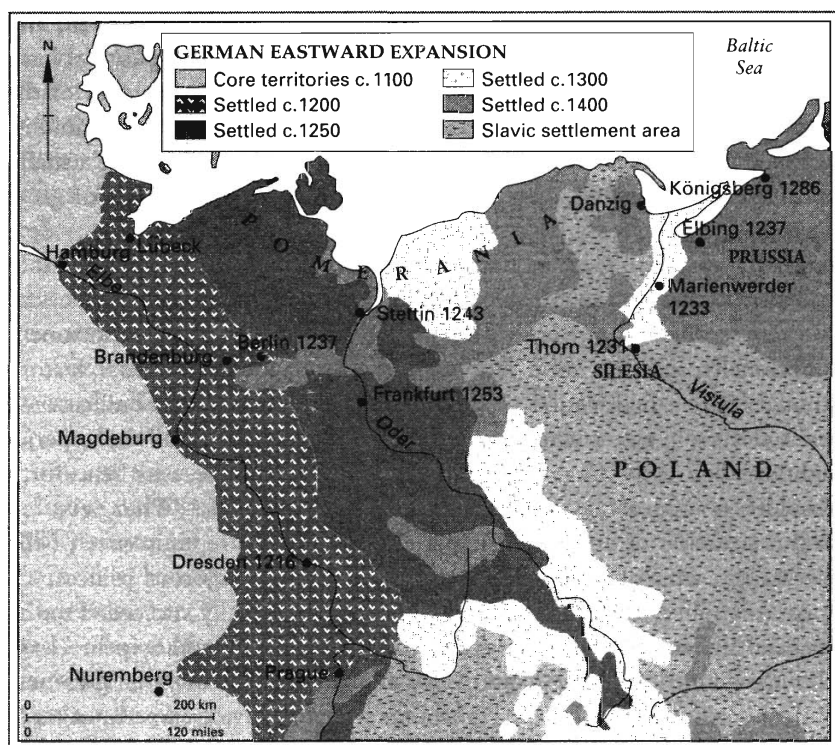 GERMAN EASTWARD EXPANSION
Core territories c. 1100
Settled c. 1200
Settled c. 1250
Settled c. 1300
Settled c. 1400
Slavic settlement area
N
Baltic
Sea
POMERANIA
Danzig
Königsberg 1286
Elbing 1237
PRUSSIA
Marienwerder
1233
Hamburg
Lübeck
Elbe
Stettin 1243
Brandenburg
Berlin 1237
Thorn 1231
SILESIA
Vistula
Frankfurt 1253
Oder
Magdeburg
POLAND
Dresden 1216
Nuremberg
Prague
0 200 km
0 120 miles